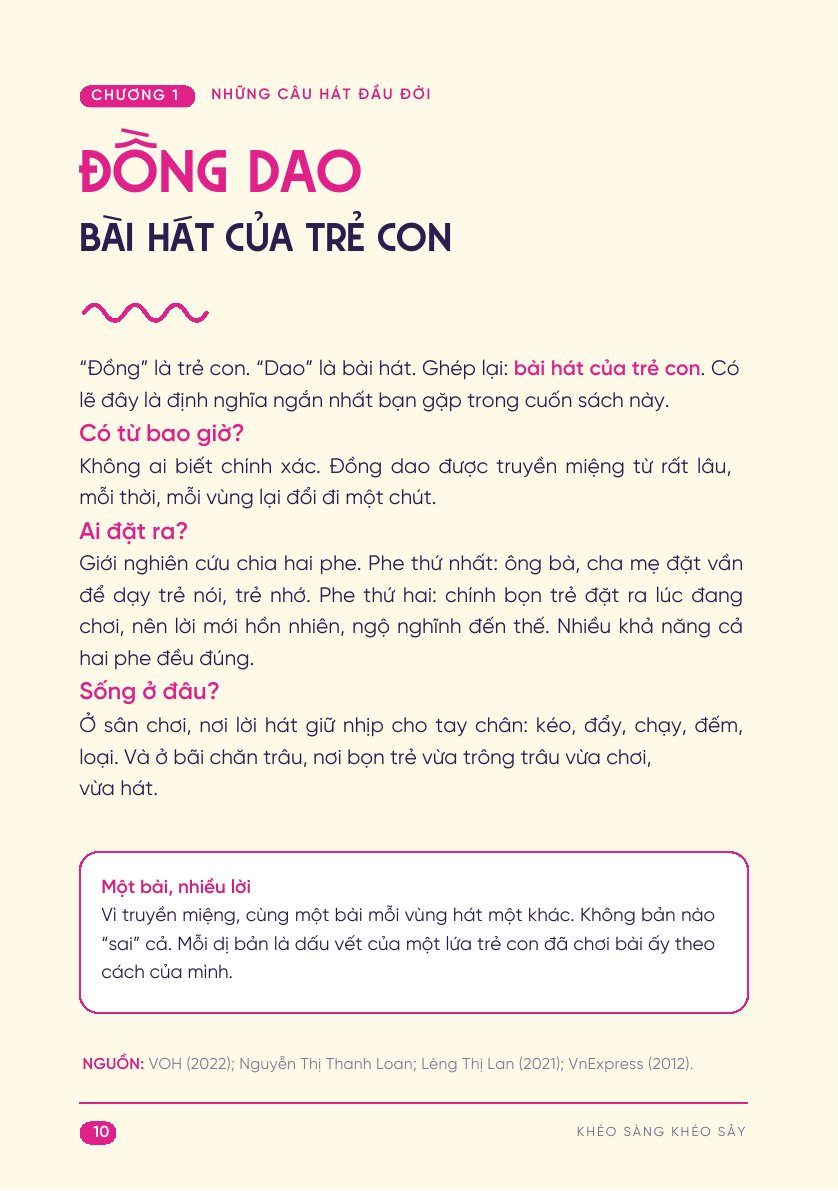 CHƯƠNG 1 NHỮNG CÂU HÁT ĐẦU ĐỜI
ĐỒNG DAO
BÀI HÁT CỦA TRẺ CON
“Đồng” là trẻ con. “Dao” là bài hát. Ghép lại: bài hát của trẻ con. Có
lẽ đây là định nghĩa ngắn nhất bạn gặp trong cuốn sách này.
Có từ bao giờ?
Không ai biết chính xác. Đồng dao được truyền miệng từ rất lâu,
mỗi thời, mỗi vùng lại đổi đi một chút.
Ai đặt ra?
Giới nghiên cứu chia hai phe. Phe thứ nhất: ông bà, cha mẹ đặt vần
để dạy trẻ nói, trẻ nhớ. Phe thứ hai: chính bọn trẻ đặt ra lúc đang
chơi, nên lời mới hồn nhiên, ngộ nghĩnh đến thế. Nhiều khả năng cả
hai phe đều đúng.
Sống ở đâu?
Ở sân chơi, nơi lời hát giữ nhịp cho tay chân: kéo, đẩy, chạy, đếm,
loại. Và ở bãi chăn trâu, nơi bọn trẻ vừa trông trâu vừa chơi,
vừa hát.
Một bài, nhiều lời
Vì truyền miệng, cùng một bài mỗi vùng hát một khác. Không bản nào
“sai” cả. Mỗi dị bản là dấu vết của một lứa trẻ con đã chơi bài ấy theo
cách của mình.
NGUỒN: VOH (2022); Nguyễn Thị Thanh Loan; Lèng Thị Lan (2021); VnExpress (2012).
10 KHÉO SÀNG KHÉO SẢY